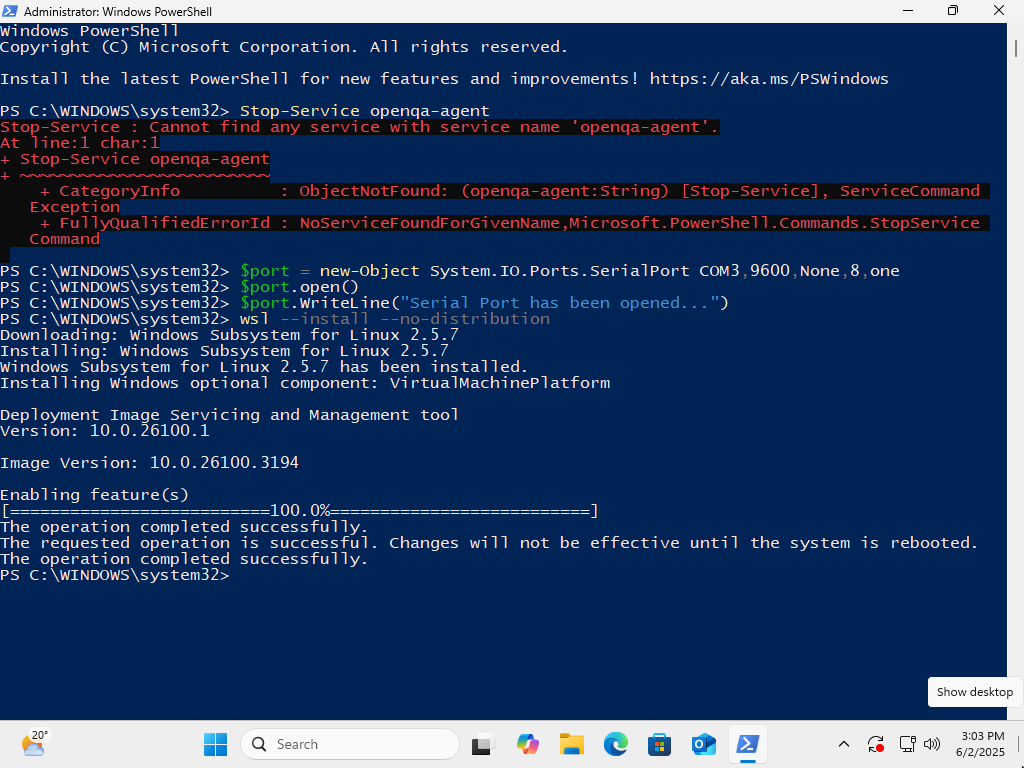 Administrator: Windows PowerShell
Windows PowerShell
Copyright (C) Microsoft Corporation. All rights reserved.
Install the latest PowerShell for new features and improvements! https://aka.ms/PSWindows
PS C:\WINDOWS\system32> Stop-Service openqa-agent
Stop-Service : Cannot find any service with service name 'openqa-agent'.
At line:1 char:1
+ Stop-Service openqa-agent
+ ~~~~~~~~~~~~~~~~~~~~~~~~~
    + CategoryInfo          : ObjectNotFound: (openqa-agent:String) [Stop-Service], ServiceCommand
   Exception
    + FullyQualifiedErrorId : NoServiceFoundForGivenName,Microsoft.PowerShell.Commands.StopService
   Command
PS C:\WINDOWS\system32> $port = new-Object System.IO.Ports.SerialPort COM3,9600,None,8,one
PS C:\WINDOWS\system32> $port.open()
PS C:\WINDOWS\system32> $port.WriteLine("Serial Port has been opened...")
PS C:\WINDOWS\system32> wsl --install --no-distribution
Downloading: Windows Subsystem for Linux 2.5.7
Installing: Windows Subsystem for Linux 2.5.7
Windows Subsystem for Linux 2.5.7 has been installed.
Installing Windows optional component: VirtualMachinePlatform
Deployment Image Servicing and Management tool
Version: 10.0.26100.1
Image Version: 10.0.26100.3194
Enabling feature(s)
[==========================100.0%==========================]
The operation completed successfully.
The requested operation is successful. Changes will not be effective until the system is rebooted.
The operation completed successfully.
PS C:\WINDOWS\system32>
Show desktop
20°
Search
3:03 PM
6/2/2025